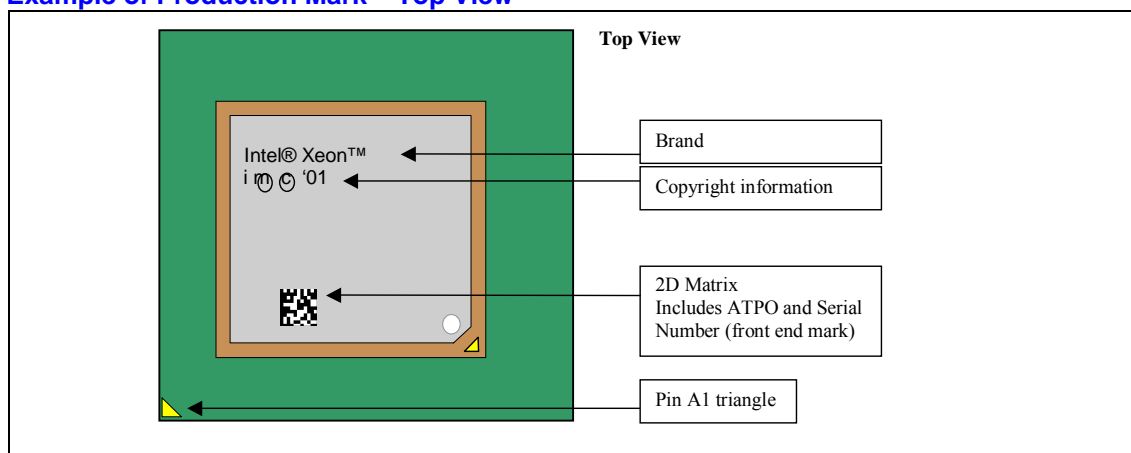 Example of Production Mark – Top View
Top View
Intel® Xeon™
i m c ‘01
Brand
Copyright information
2D Matrix
Includes ATPO and Serial
Number (front end mark)
Pin A1 triangle